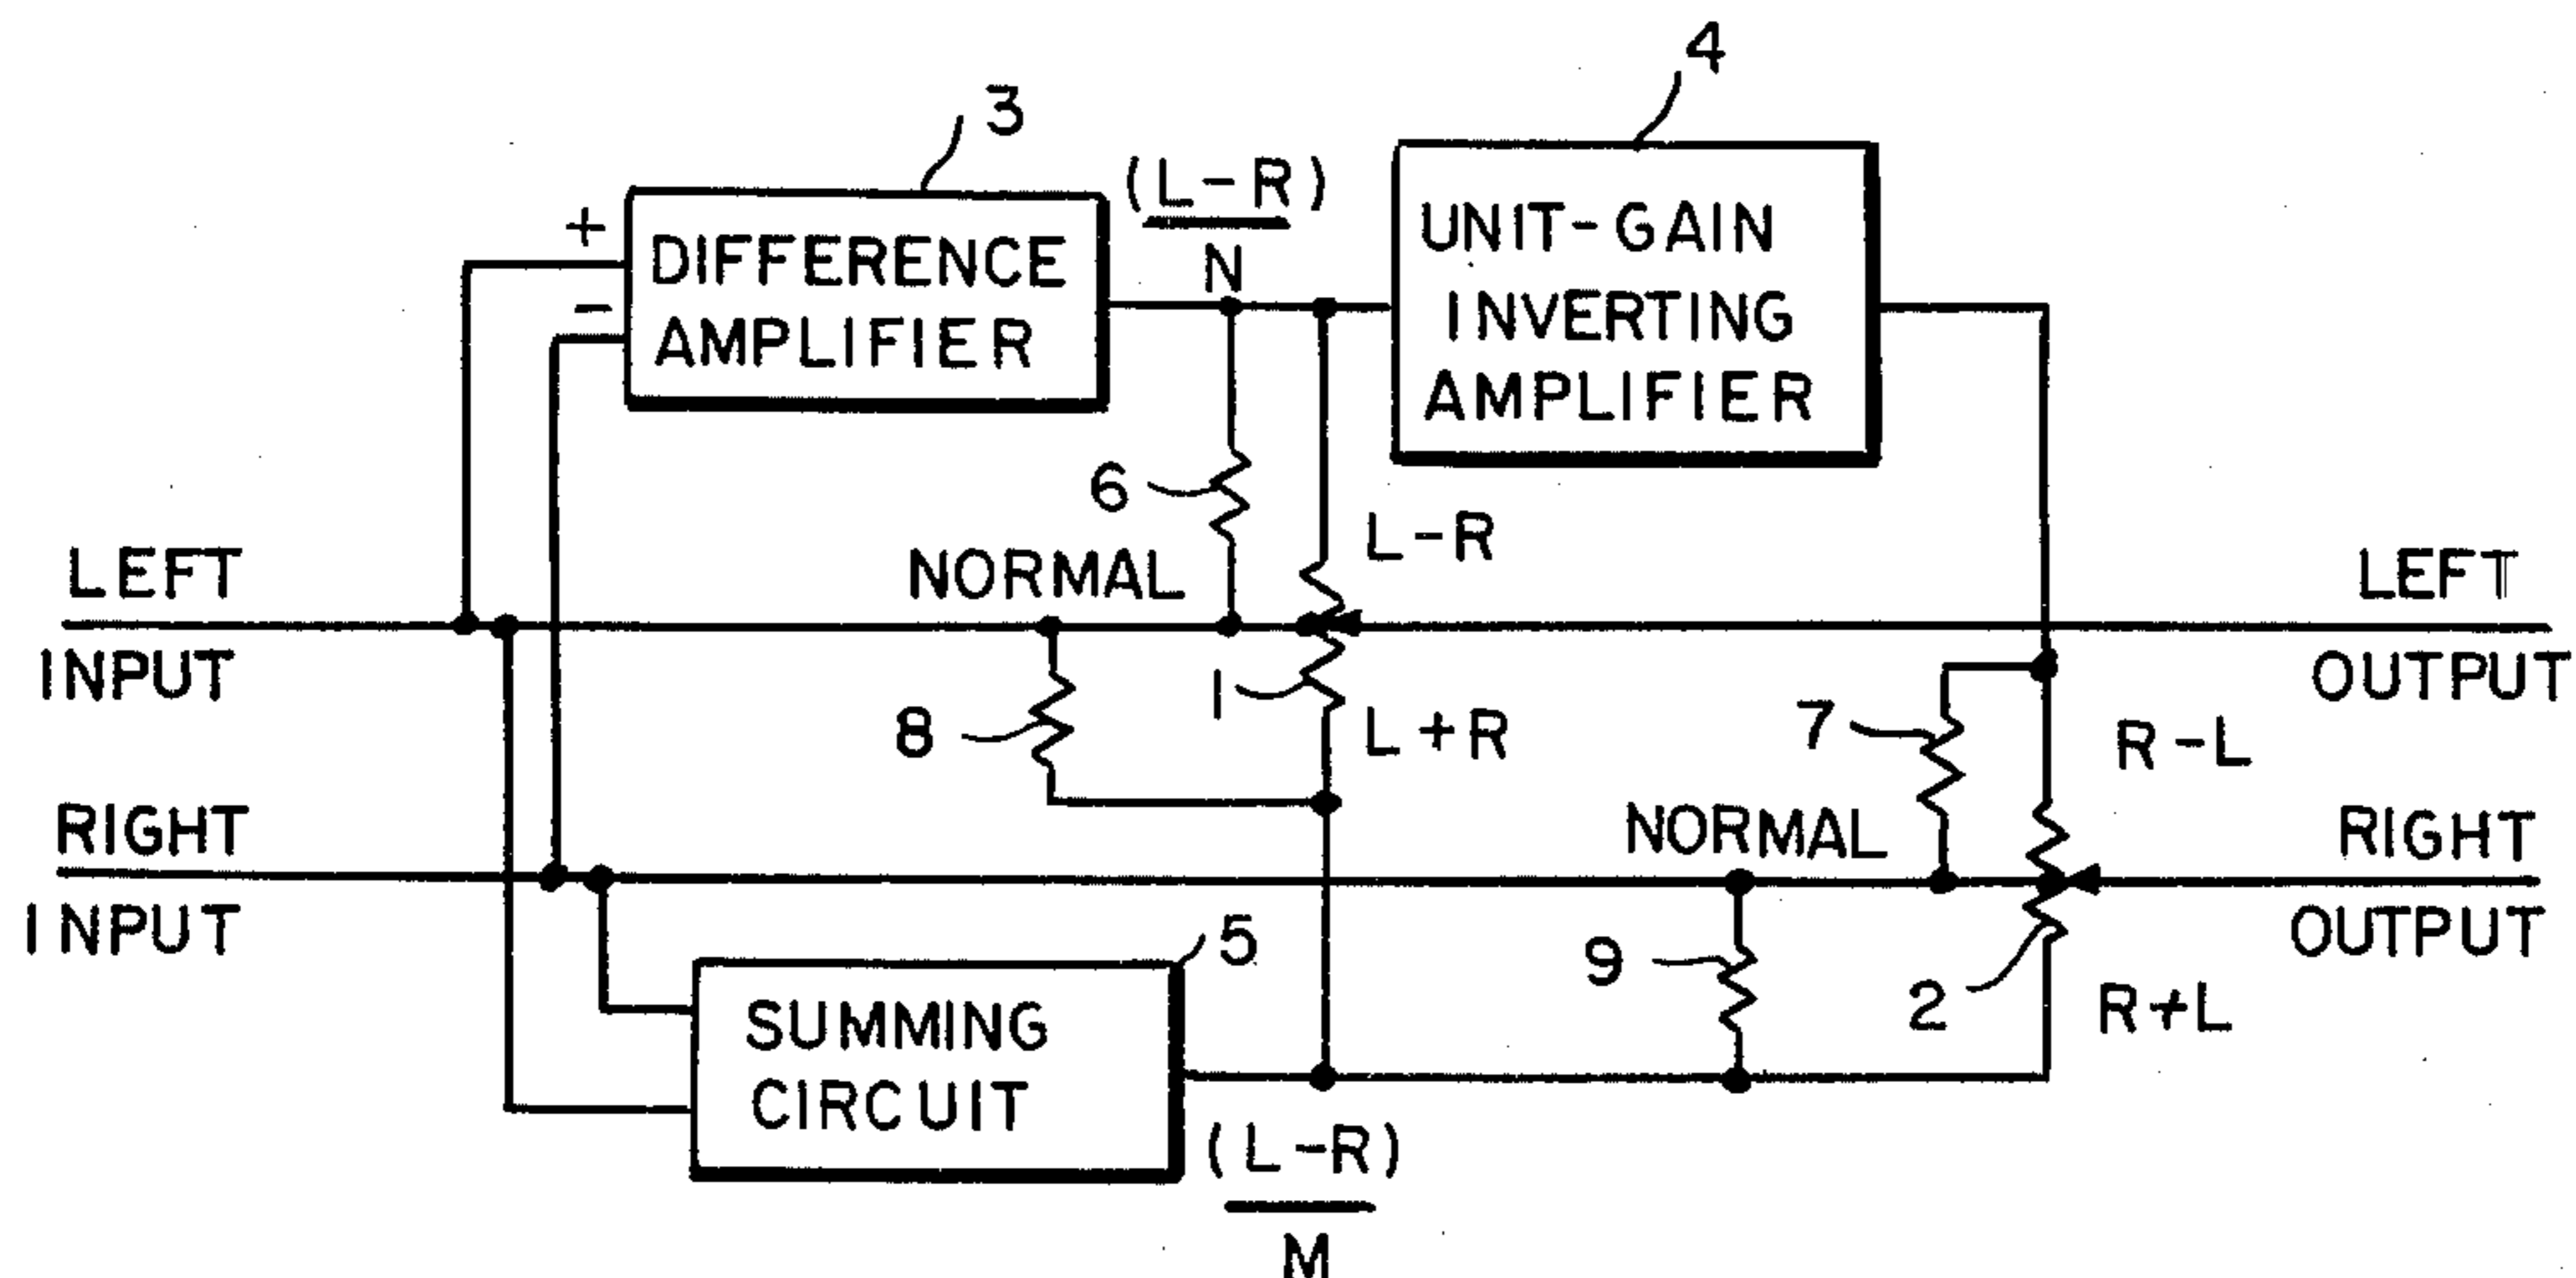 4
3
(L-R)
N
+
-
DIFFERENCE
AMPLIFIER
UNIT-GAIN
INVERTING
AMPLIFIER
6
L-R
LEFT
INPUT
NORMAL
LEFT
OUTPUT
8
1
L+R
7
R-L
RIGHT
INPUT
NORMAL
RIGHT
OUTPUT
5
9
2
R+L
SUMMING
CIRCUIT
(L-R)
M